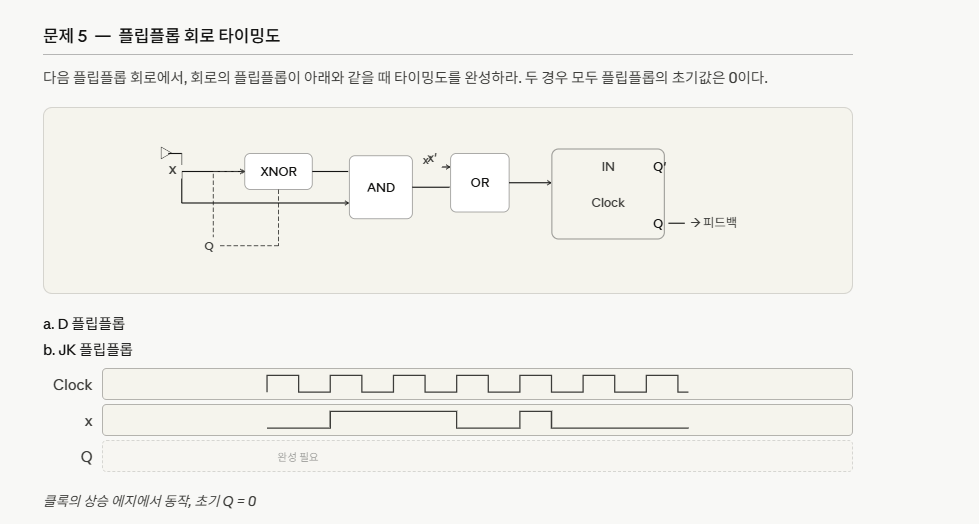 문제 5 — 플립플롭 회로 타이밍도
다음 플립플롭 회로에서, 회로의 플립플롭이 아래와 같을 때 타이밍도를 완성하라. 두 경우 모두 플립플롭의 초기값은 0이다.
x
XNOR
AND
x'
OR
IN
Q'
Clock
Q → 피드백
Q
a. D 플립플롭
b. JK 플립플롭
Clock
x
Q
완성 필요
클록의 상승 에지에서 동작, 초기 Q = 0